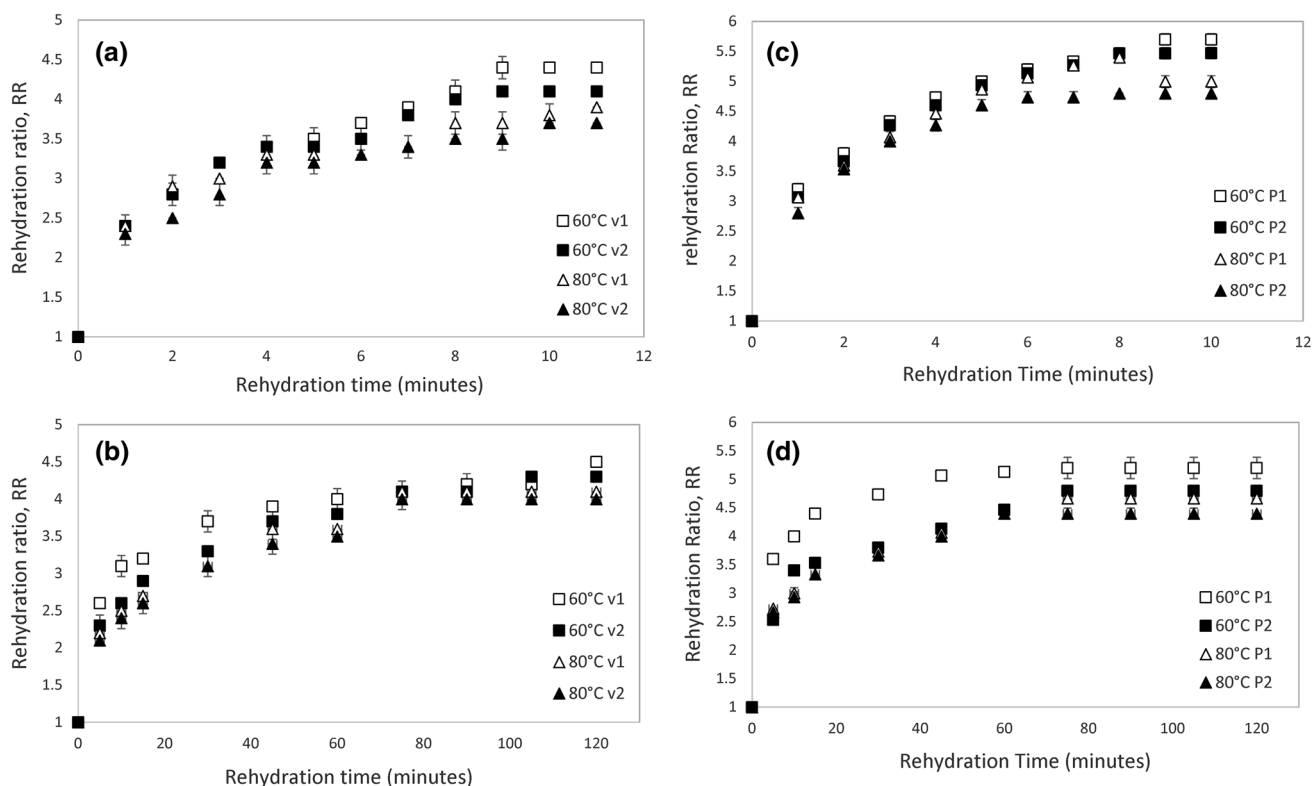 (a)
5
4.5
4
3.5
3
2.5
2
1.5
1
Rehydration ratio, RR
60°C v1
60°C v2
80°C v1
80°C v2
0 2 4 6 8 10 12
Rehydration time (minutes)
(c)
6
5.5
5
4.5
4
3.5
3
2.5
2
1.5
1
rehydration Ratio, RR
60°C P1
60°C P2
80°C P1
80°C P2
0 2 4 6 8 10 12
Rehydration Time (minutes)
(b)
5
4.5
4
3.5
3
2.5
2
1.5
1
Rehydration ratio, RR
60°C v1
60°C v2
80°C v1
80°C v2
0 20 40 60 80 100 120
Rehydration time (minutes)
(d)
6
5.5
5
4.5
4
3.5
3
2.5
2
1.5
1
Rehydration Ratio, RR
60°C P1
60°C P2
80°C P1
80°C P2
0 20 40 60 80 100 120
Rehydration Time (minutes)